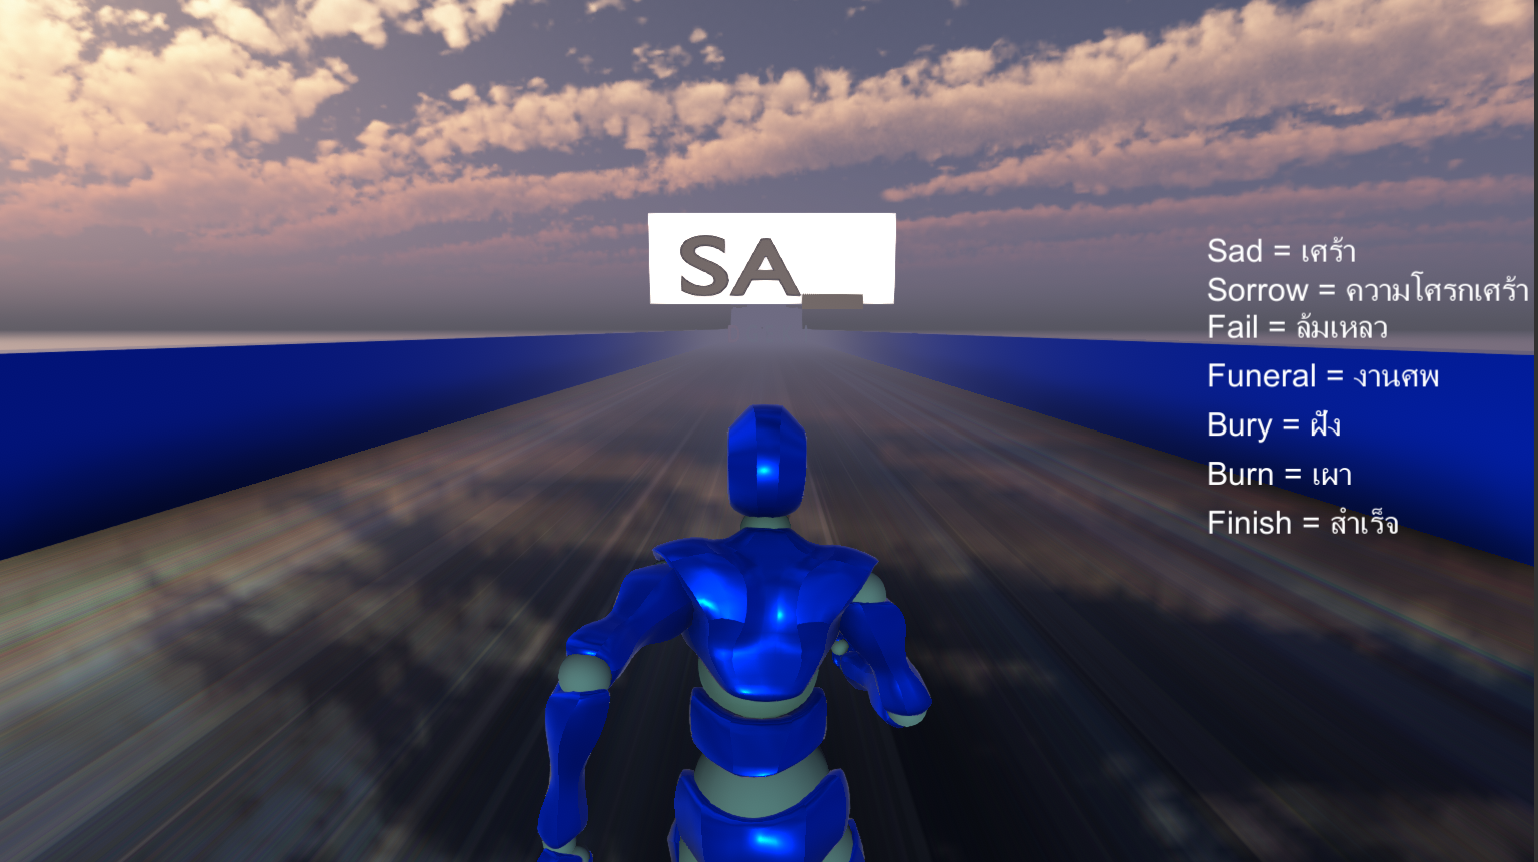 SA_
Sad = เศร้า
Sorrow = ความโศรกเศร้า
Fail = ล้มเหลว
Funeral = งานศพ
Bury = ฝัง
Burn = เผา
Finish = สำเร็จ